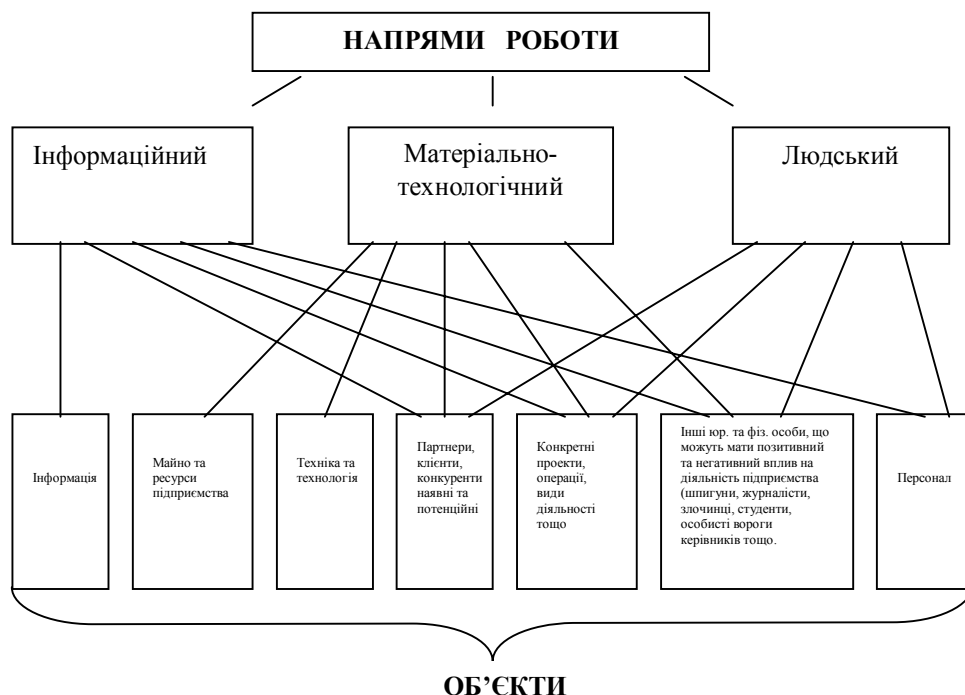 НАПРЯМИ РОБОТИ
Інформаційний
Матеріально-
технологічний
Людський
Інформація
Майно та
ресурси
підприємства
Техніка та
технологія
Партнери,
клієнти,
конкуренти
наявні та
потенційні
Конкретні
проекти,
операції,
види
діяльності
тощо
Інші юр. та фіз. особи, що
можуть мати позитивний
та негативний вплив на
діяльність підприємства
(шпигуни, журналісти,
злочинці, студенти,
особисті вороги
керівників тощо.
Персонал
ОБ’ЄКТИ